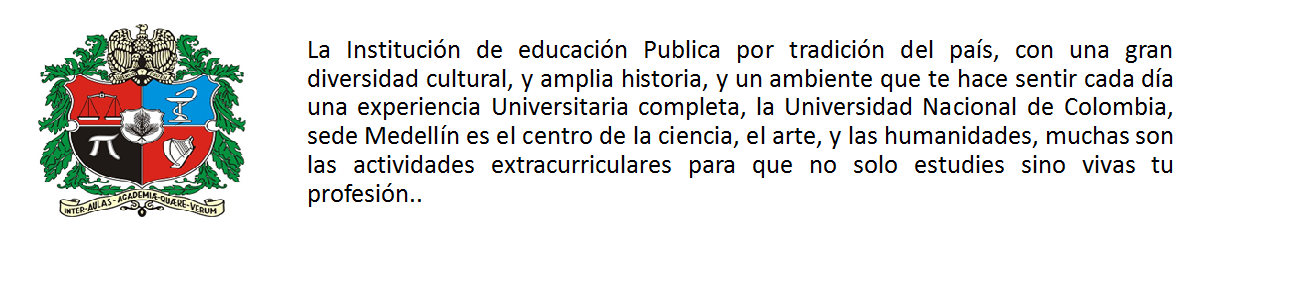 La Institución de educación Publica por tradición del país, con una gran
diversidad cultural, y amplia historia, y un ambiente que te hace sentir cada día
una experiencia Universitaria completa, la Universidad Nacional de Colombia,
sede Medellín es el centro de la ciencia, el arte, y las humanidades, muchas son
las actividades extracurriculares para que no solo estudies sino vivas tu
profesión..
INTER-AULAS-ACADEMIÆ-QUÆRE-VERUM